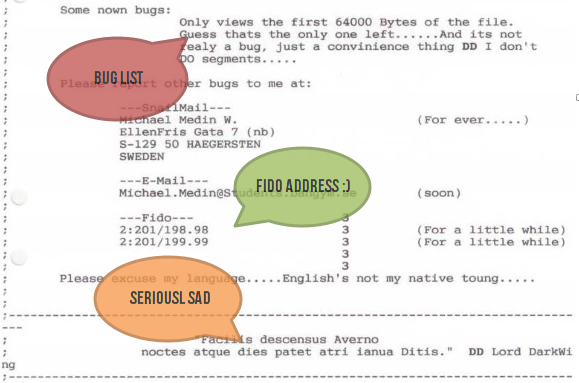 ; Some nown bugs:
; Only views the first 64000 Bytes of the file.
; Guess thats the only one left......And its not
; realy a bug, just a convinience thing DD I don't
; DO segments.....
BUG LIST
; Please report other bugs to me at:
; ---SnailMail---
; Michael Medin W. (For ever.....)
; EllenFris Gata 7 (nb)
; S-129 50 HAEGERSTEN
; SWEDEN
; ---E-Mail---
FIDO ADDRESS :)
; Michael.Medin@Students. .se (soon)
; ---Fido--- 3
; 2:201/198.98 3 (For a little while)
; 2:201/199.99 3 (For a little while)
; 3
; 3
; Please excuse my language.....English's not my native toung.....
SERIOUSL SAD
;---------------------------------------------------------------------------
---
; "Facilis descensus Averno
; noctes atque dies patet atri ianua Ditis." DD Lord DarkWi
ng
;---------------------------------------------------------------------------